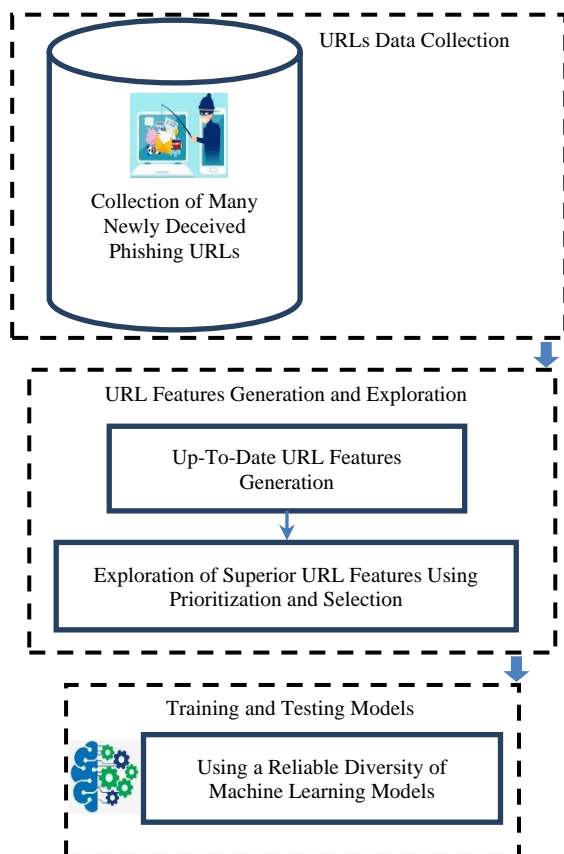 URLs Data Collection
Collection of Many
Newly Deceived
Phishing URLs
URL Features Generation and Exploration
Up-To-Date URL Features
Generation
Exploration of Superior URL Features Using
Prioritization and Selection
Training and Testing Models
Using a Reliable Diversity of
Machine Learning Models